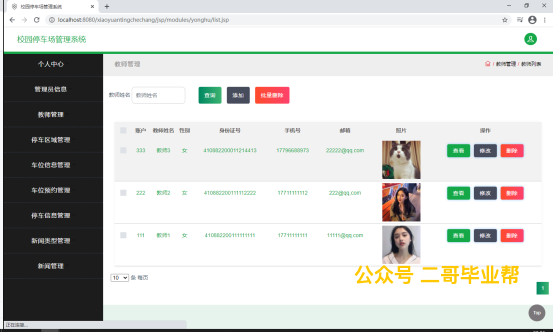 校园停车场管理系统
localhost:8080/xiaoyuantingchechang/jsp/modules/yonghu/list.jsp
校园停车场管理系统
个人中心
管理员信息
教师管理
停车区域管理
车位信息管理
车位预约管理
停车信息管理
新闻类型管理
新闻管理
教师管理
/ 教师管理 / 教师列表
教师姓名 教师姓名 查询 添加 批量删除
账户 教师姓名 性别 身份证号 手机号 邮箱 照片 操作
333 教师3 女 410882200011214413 17796688973 22222@qq.com 查看 修改 删除
222 教师2 女 410882200111112222 17711111112 222@qq.com 查看 修改 删除
111 教师1 女 410882200111111111 17711111111 11111@qq.com 查看 修改 删除
10 条 每页
公众号 二哥毕业帮
1
Top
正在连接...